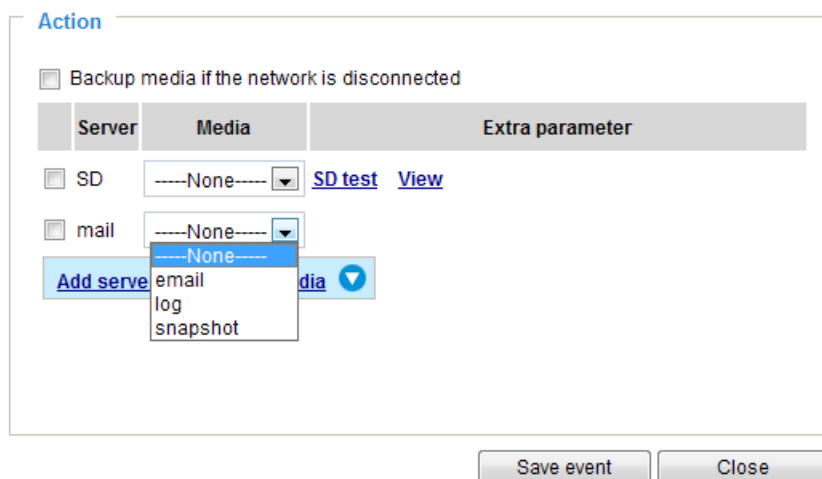 Action
Backup media if the network is disconnected
Server Media Extra parameter
SD -----None----- SD test View
mail -----None-----
-----None-----
Add serve dia
email
log
snapshot
Save event Close